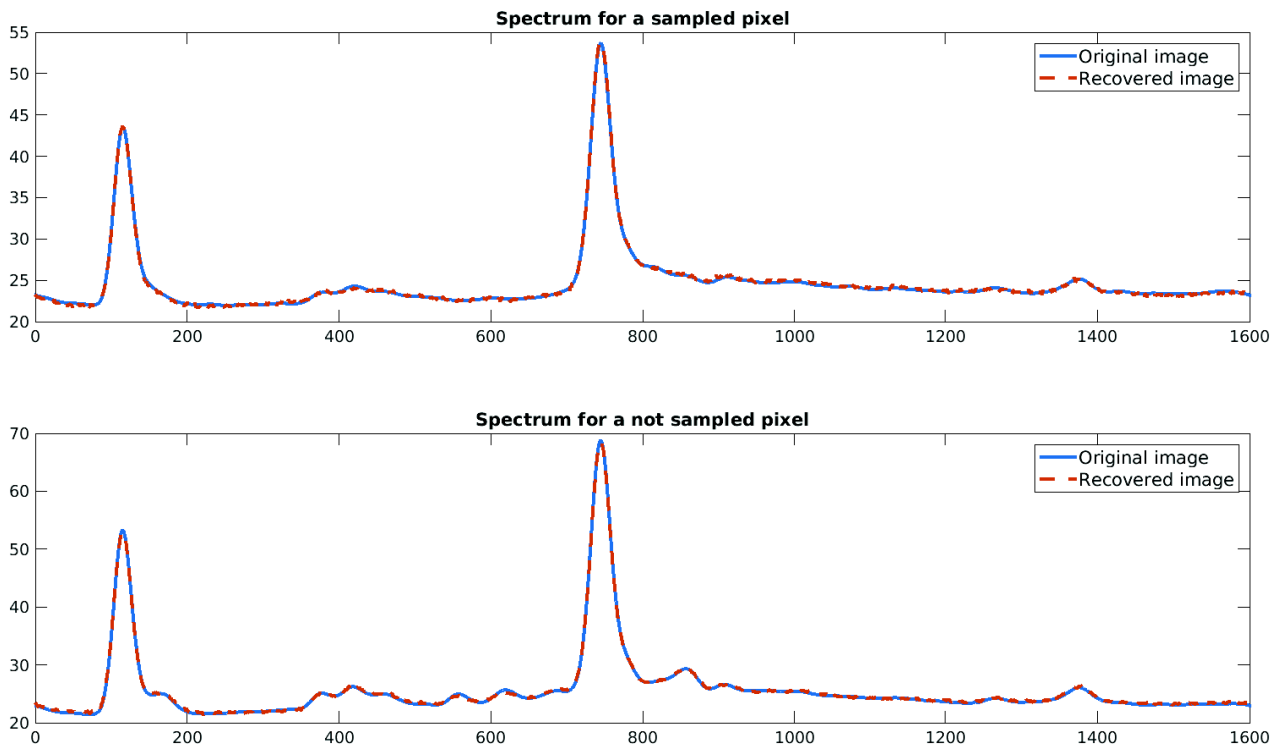 Spectrum for a sampled pixel
55
50
45
40
35
30
25
20
0 200 400 600 800 1000 1200 1400 1600
Original image
Recovered image
Spectrum for a not sampled pixel
70
60
50
40
30
20
0 200 400 600 800 1000 1200 1400 1600
Original image
Recovered image